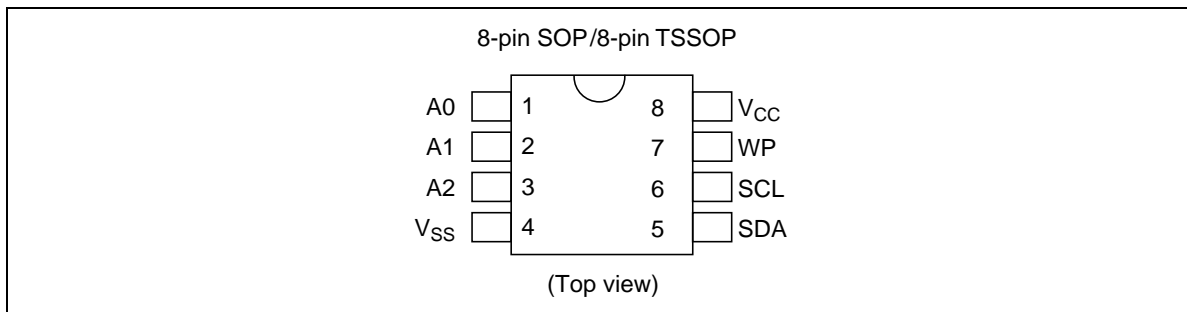 8-pin SOP/8-pin TSSOP
A0 1 8 VCC
A1 2 7 WP
A2 3 6 SCL
VSS 4 5 SDA
(Top view)